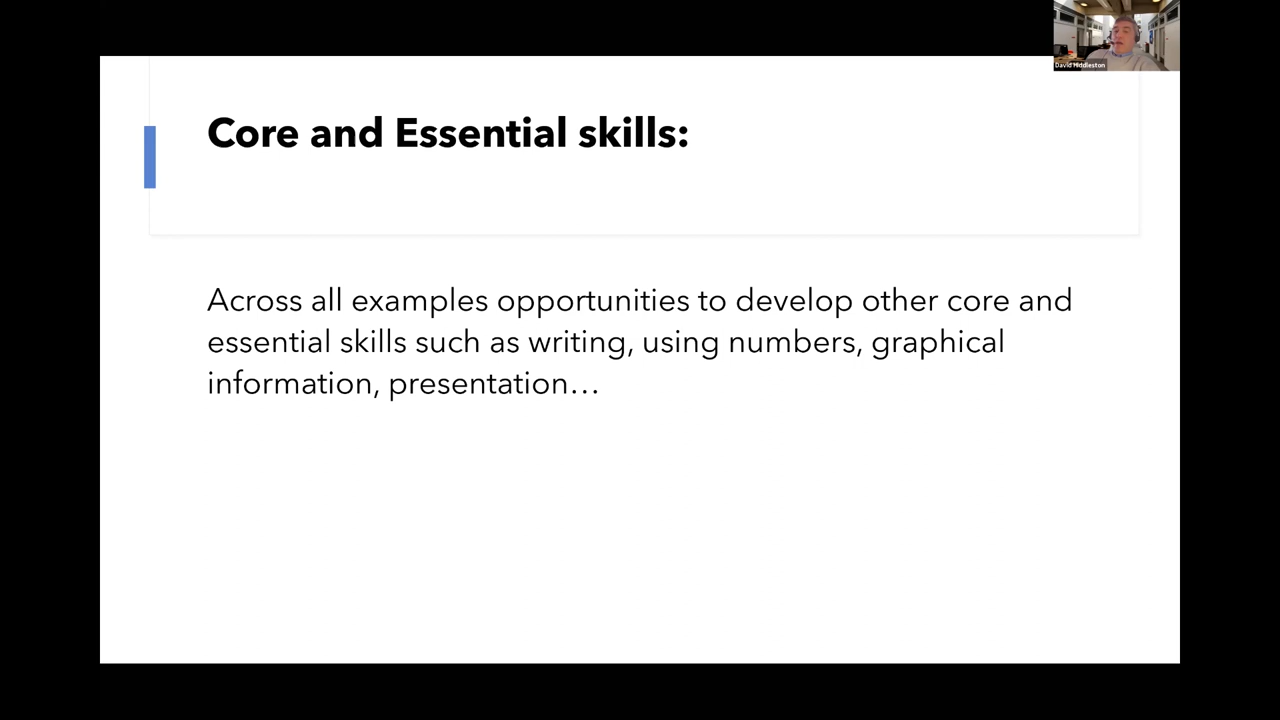 David Hiddleston
Core and Essential skills:
Across all examples opportunities to develop other core and
essential skills such as writing, using numbers, graphical
information, presentation…